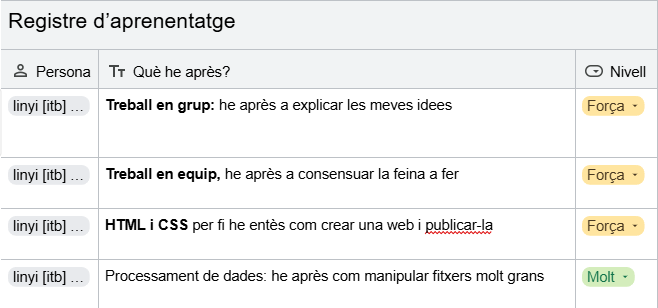 Registre d’aprenentatge
Persona Què he après? Nivell
linyi [itb] ... Treball en grup: he après a explicar les meves idees Força
linyi [itb] ... Treball en equip, he après a consensuar la feina a fer Força
linyi [itb] ... HTML i CSS per fi he entès com crear una web i publicar-la Força
linyi [itb] ... Processament de dades: he après com manipular fitxers molt grans Molt